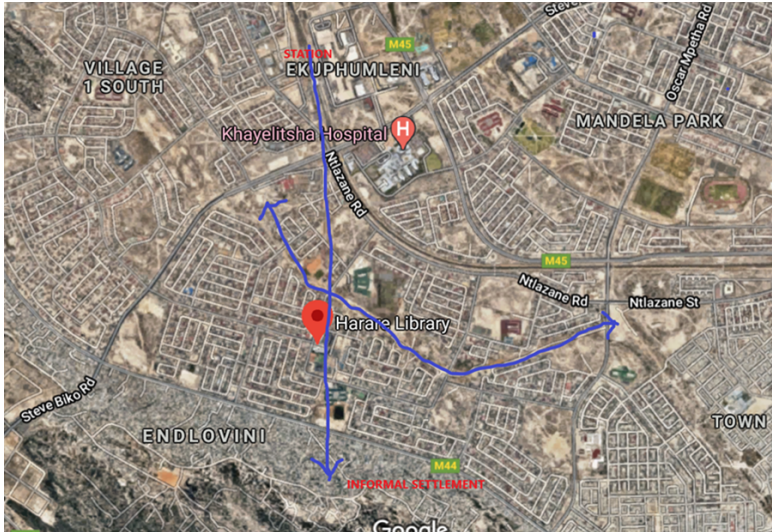 Steve
M45
STATION
EKUPHUMLENI
VILLAGE
1 SOUTH
Oscar Mpetha Rd
Khayelitsha Hospital
H
MANDELA PARK
Ntlazane Rd
M45
Ntlazane Rd
Ntlazane St
Harare Library
Steve Biko Rd
TOWN
ENDLOVINI
M44
INFORMAL SETTLEMENT
Google